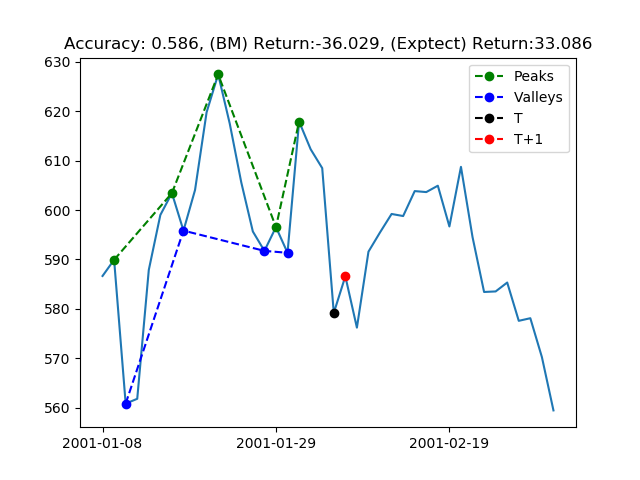 Accuracy: 0.586, (BM) Return:-36.029, (Exptect) Return:33.086
630
620
610
600
590
580
570
560
Peaks
Valleys
T
T+1
2001-01-08
2001-01-29
2001-02-19